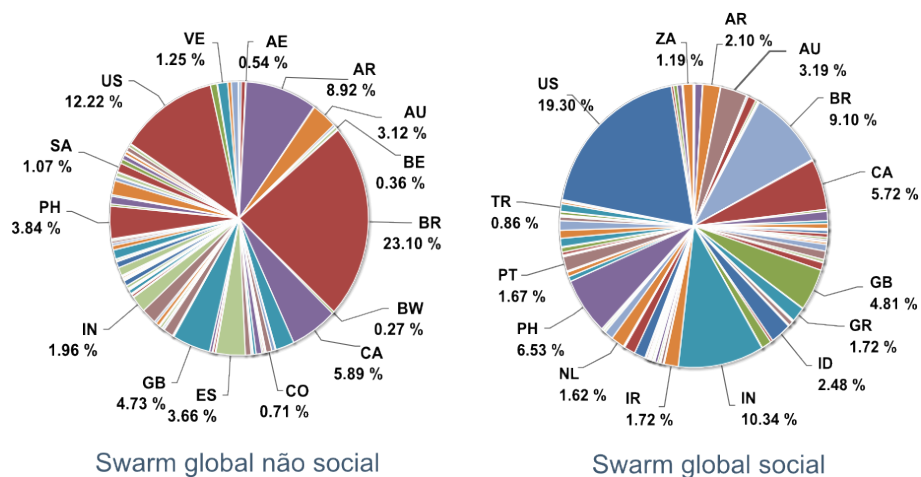 VE
1.25 %
AE
0.54 %
AR
8.92 %
AU
3.12 %
BE
0.36 %
BR
23.10 %
BW
0.27 %
CA
5.89 %
CO
0.71 %
ES
3.66 %
GB
4.73 %
IN
1.96 %
PH
3.84 %
SA
1.07 %
US
12.22 %
Swarm global não social
ZA
1.19 %
AR
2.10 %
AU
3.19 %
BR
9.10 %
CA
5.72 %
GB
4.81 %
GR
1.72 %
ID
2.48 %
IN
10.34 %
IR
1.72 %
NL
1.62 %
PH
6.53 %
PT
1.67 %
TR
0.86 %
US
19.30 %
Swarm global social